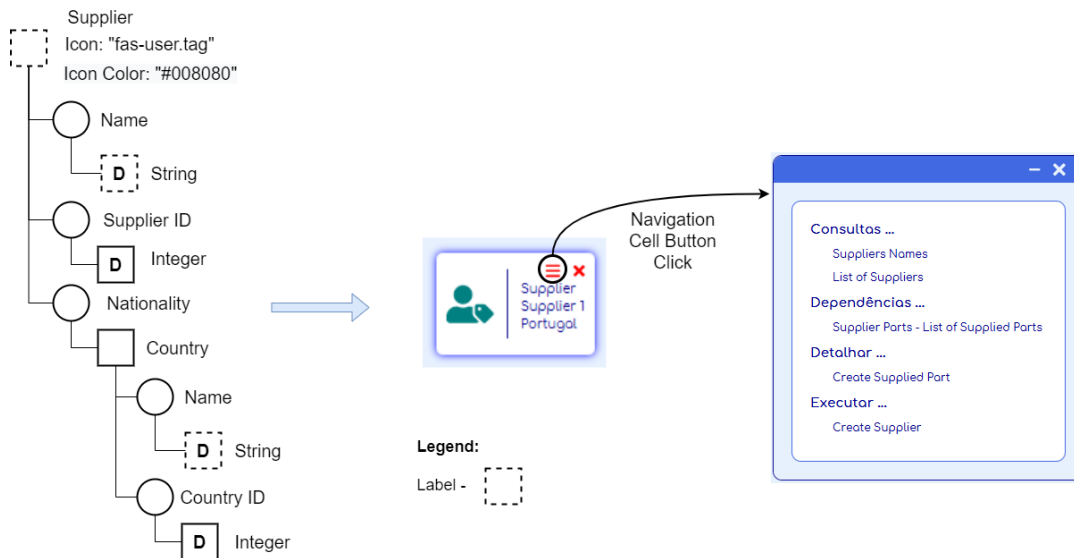 Supplier
Icon: "fas-user.tag"
Icon Color: "#008080"
Name
D
String
Supplier ID
D
Integer
Nationality
Country
Name
D
String
Country ID
D
Integer
Supplier
Supplier 1
Portugal
Navigation
Cell Button
Click
Legend:
Label -
Consultas ...
Suppliers Names
List of Suppliers
Dependências ...
Supplier Parts - List of Supplied Parts
Detalhar ...
Create Supplied Part
Executar ...
Create Supplier